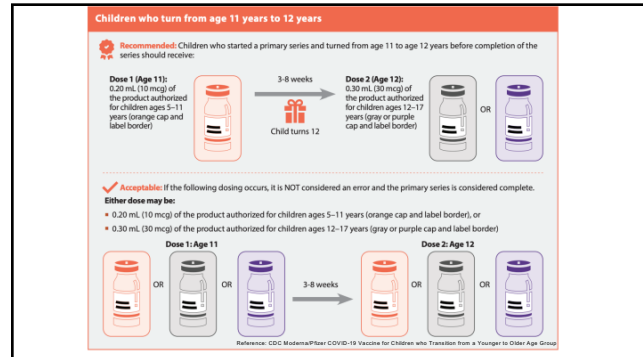 Children who turn from age 11 years to 12 years
Recommended: Children who started a primary series and turned from age 11 to age 12 years before completion of the
series should receive:
Dose 1 (Age 11):
0.20 mL (10 mcg) of
the product authorized
for children ages 5–11
years (orange cap and
label border)
3-8 weeks
Child turns 12
Dose 2 (Age 12):
0.30 mL (30 mcg) of
the product authorized
for children ages 12–17
years (gray or purple
cap and label border)
OR
Acceptable: If the following dosing occurs, it is NOT considered an error and the primary series is considered complete.
Either dose may be:
• 0.20 mL (10 mcg) of the product authorized for children ages 5–11 years (orange cap and label border), or
• 0.30 mL (30 mcg) of the product authorized for children ages 12–17 years (gray or purple cap and label border)
Dose 1: Age 11
OR
OR
3-8 weeks
Dose 2: Age 12
OR
OR
Reference: CDC Moderna/Pfizer COVID-19 Vaccine for Children who Transition from a Younger to Older Age Group